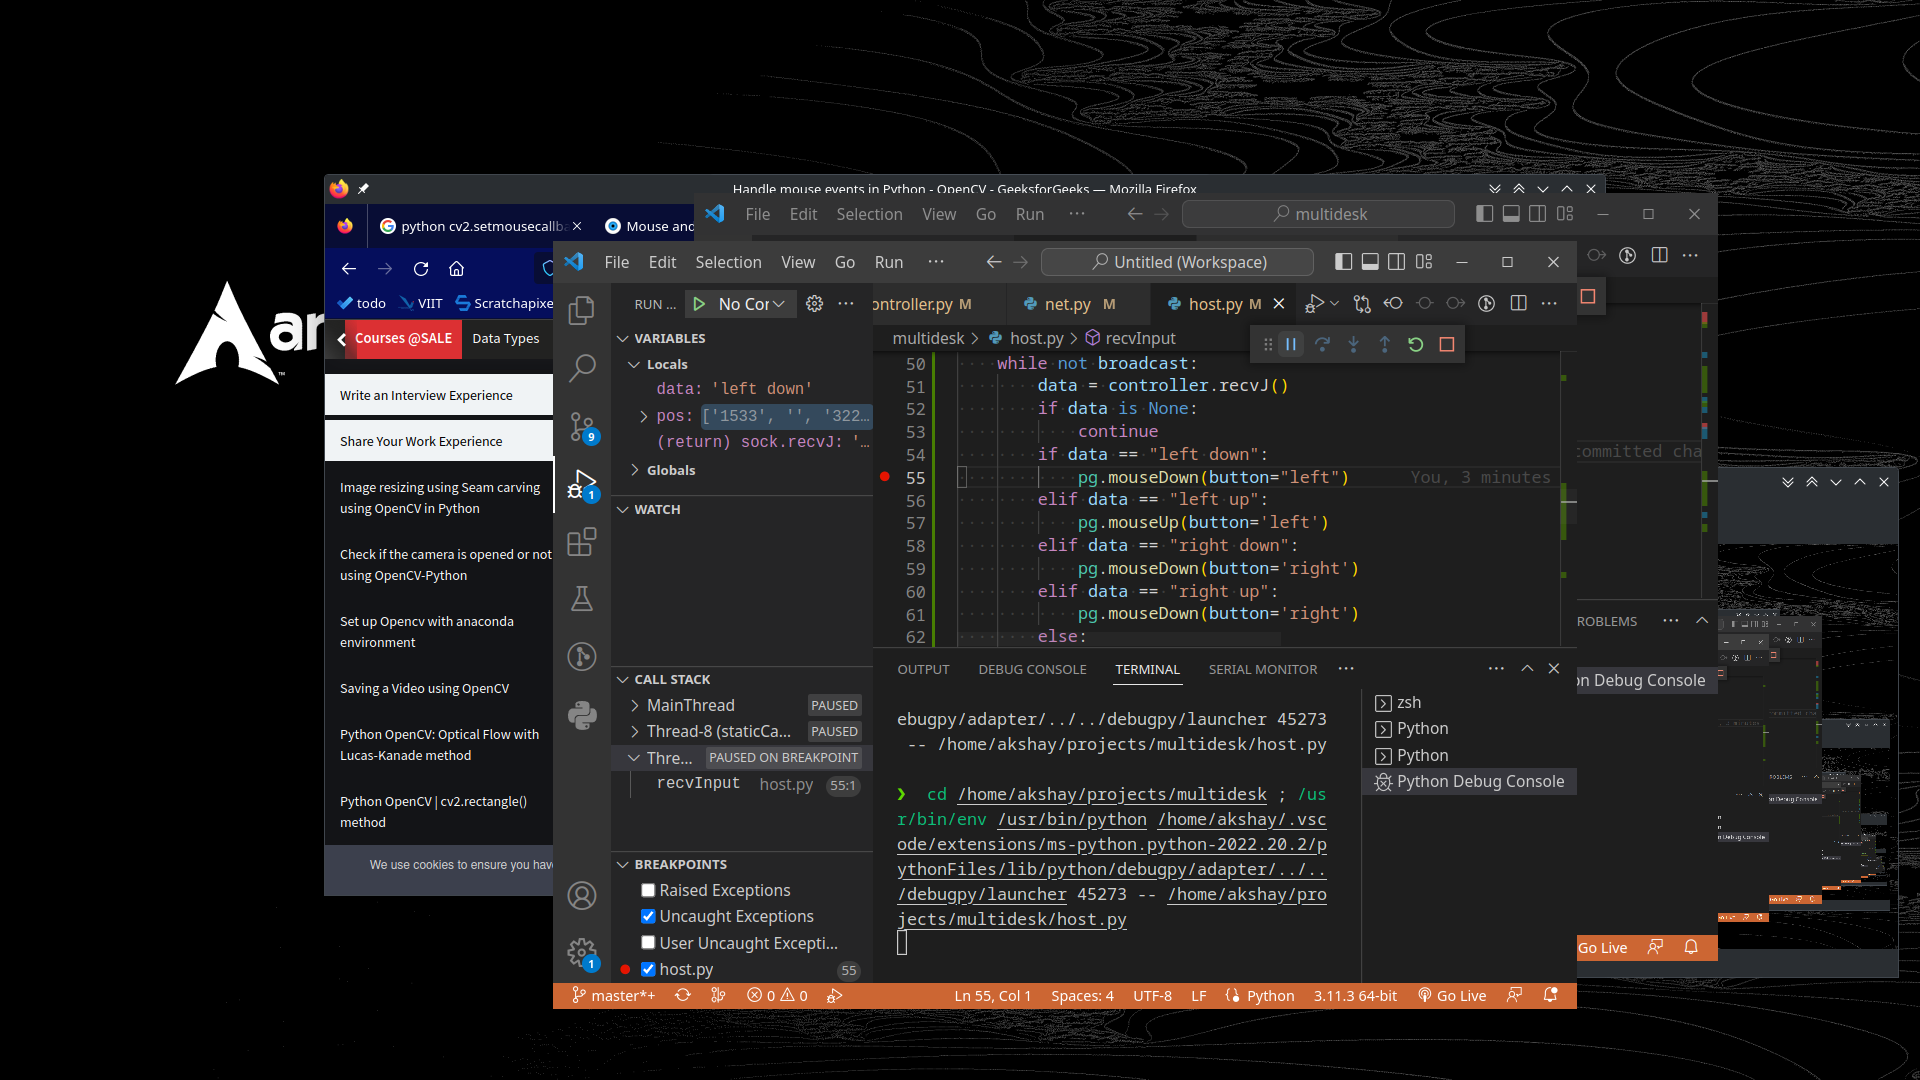 Handle mouse events in Python - OpenCV - GeeksforGeeks — Mozilla Firefox
python cv2.setmousecallba
Mouse and
File Edit Selection View Go Run ··· multidesk
todo VIIT Scratchapixe
Courses @SALE Data Types
Write an Interview Experience
Share Your Work Experience
Image resizing using Seam carving
using OpenCV in Python
Check if the camera is opened or not
using OpenCV-Python
Set up Opencv with anaconda
environment
Saving a Video using OpenCV
Python OpenCV: Optical Flow with
Lucas-Kanade method
Python OpenCV | cv2.rectangle()
method
We use cookies to ensure you have
ar
™
File Edit Selection View Go Run ··· Untitled (Workspace)
RUN ... No Cor ···
ontroller.py M net.py M host.py M
multidesk > host.py > recvInput
VARIABLES
Locals
data: 'left down'
pos: ['1533', '', '322…
(return) sock.recvJ: '…
Globals
WATCH
CALL STACK
MainThread PAUSED
Thread-8 (staticCa... PAUSED
Thre... PAUSED ON BREAKPOINT
recvInput host.py 55:1
BREAKPOINTS
Raised Exceptions
Uncaught Exceptions
User Uncaught Excepti...
host.py 55
9
1
1
50 while not broadcast:
51 data = controller.recvJ()
52 if data is None:
53 continue
54 if data == "left down":
55 pg.mouseDown(button="left") You, 3 minutes
56 elif data == "left up":
57 pg.mouseUp(button='left')
58 elif data == "right down":
59 pg.mouseDown(button='right')
60 elif data == "right up":
61 pg.mouseDown(button='right')
62 else:
OUTPUT DEBUG CONSOLE TERMINAL SERIAL MONITOR ···
ebugpy/adapter/../../debugpy/launcher 45273
-- /home/akshay/projects/multidesk/host.py
❯ cd /home/akshay/projects/multidesk ; /us
r/bin/env /usr/bin/python /home/akshay/.vsc
ode/extensions/ms-python.python-2022.20.2/p
ythonFiles/lib/python/debugpy/adapter/../..
/debugpy/launcher 45273 -- /home/akshay/pro
jects/multidesk/host.py
zsh
Python
Python
Python Debug Console
master*+ 0 0 Ln 55, Col 1 Spaces: 4 UTF-8 LF Python 3.11.3 64-bit Go Live
committed cha
ROBLEMS ···
on Debug Console
Go Live